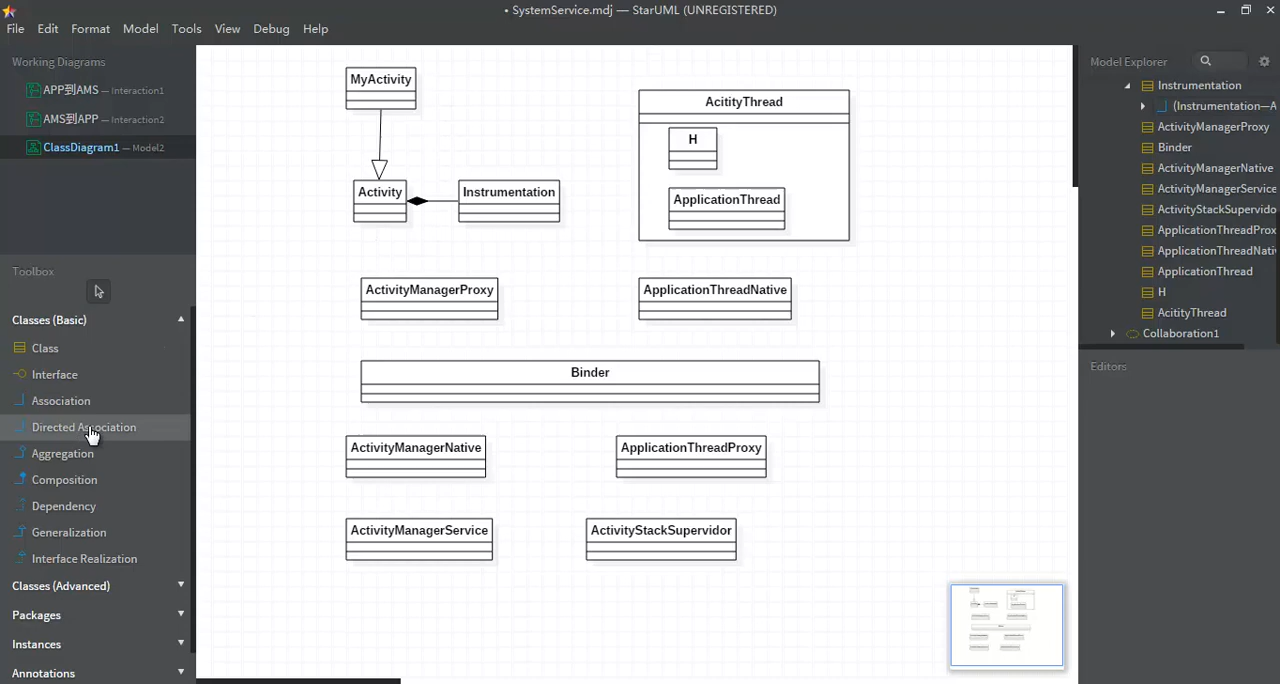 • SystemService.mdj — StarUML (UNREGISTERED)
File Edit Format Model Tools View Debug Help
Working Diagrams
APP到AMS — Interaction1
AMS到APP — Interaction2
ClassDiagram1 — Model2
Toolbox
Classes (Basic)
Class
Interface
Association
Directed Association
Aggregation
Composition
Dependency
Generalization
Interface Realization
Classes (Advanced)
Packages
Instances
Annotations
MyActivity
Activity
Instrumentation
AcitityThread
H
ApplicationThread
ActivityManagerProxy
ApplicationThreadNative
Binder
ActivityManagerNative
ApplicationThreadProxy
ActivityManagerService
ActivityStackSupervidor
Model Explorer
Instrumentation
(Instrumentation—A
ActivityManagerProxy
Binder
ActivityManagerNative
ActivityManagerService
ActivityStackSupervido
ApplicationThreadProx
ApplicationThreadNati
ApplicationThread
H
AcitityThread
Collaboration1
Editors